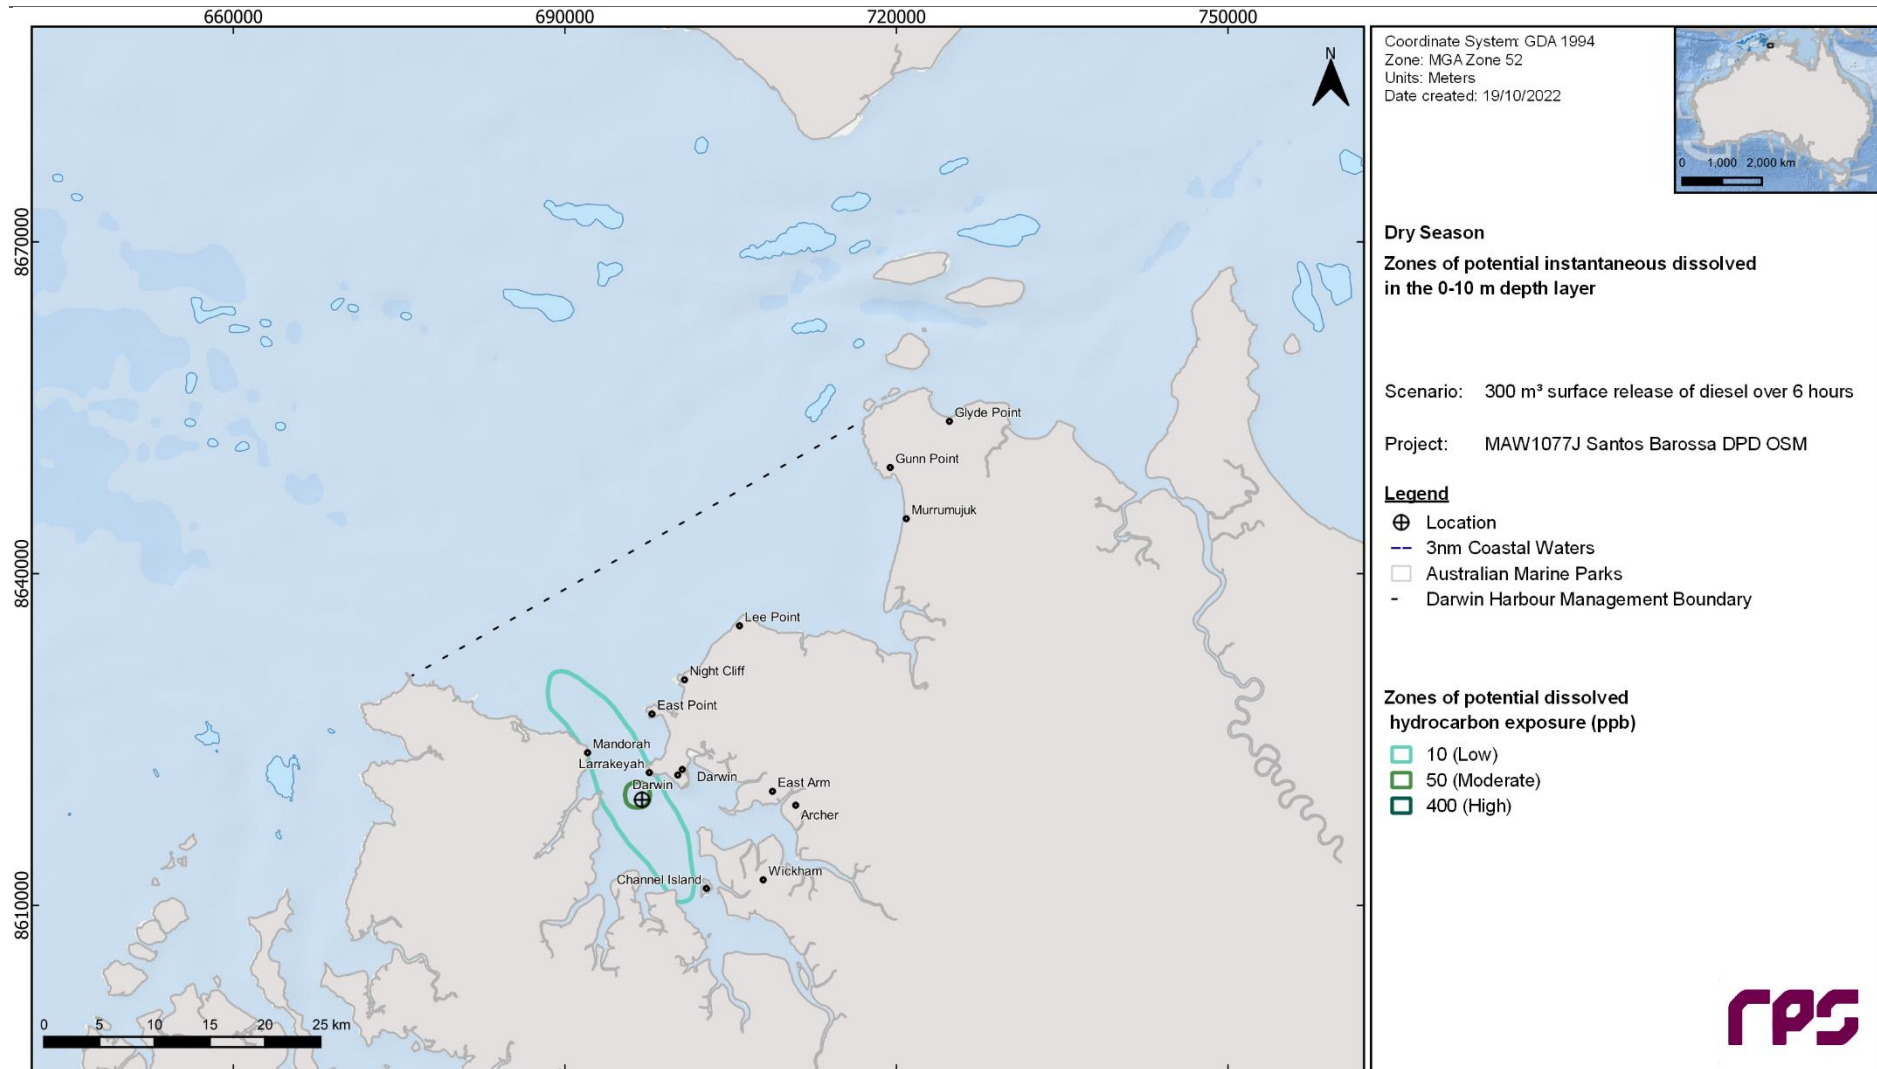 660000
690000
720000
750000
8670000
8640000
8610000
N
Glyde Point
Gunn Point
Murrumujuk
Lee Point
Night Cliff
East Point
Mandorah
Larrakeyah
Darwin
Darwin
East Arm
Archer
Wickham
Channel Island
0 5 10 15 20 25 km
Coordinate System: GDA 1994
Zone: MGA Zone 52
Units: Meters
Date created: 19/10/2022
0 1,000 2,000 km
Dry Season
Zones of potential instantaneous dissolved
in the 0-10 m depth layer
Scenario: 300 m³ surface release of diesel over 6 hours
Project: MAW1077J Santos Barossa DPD OSM
Legend
Location
3nm Coastal Waters
Australian Marine Parks
Darwin Harbour Management Boundary
Zones of potential dissolved
hydrocarbon exposure (ppb)
10 (Low)
50 (Moderate)
400 (High)
rps